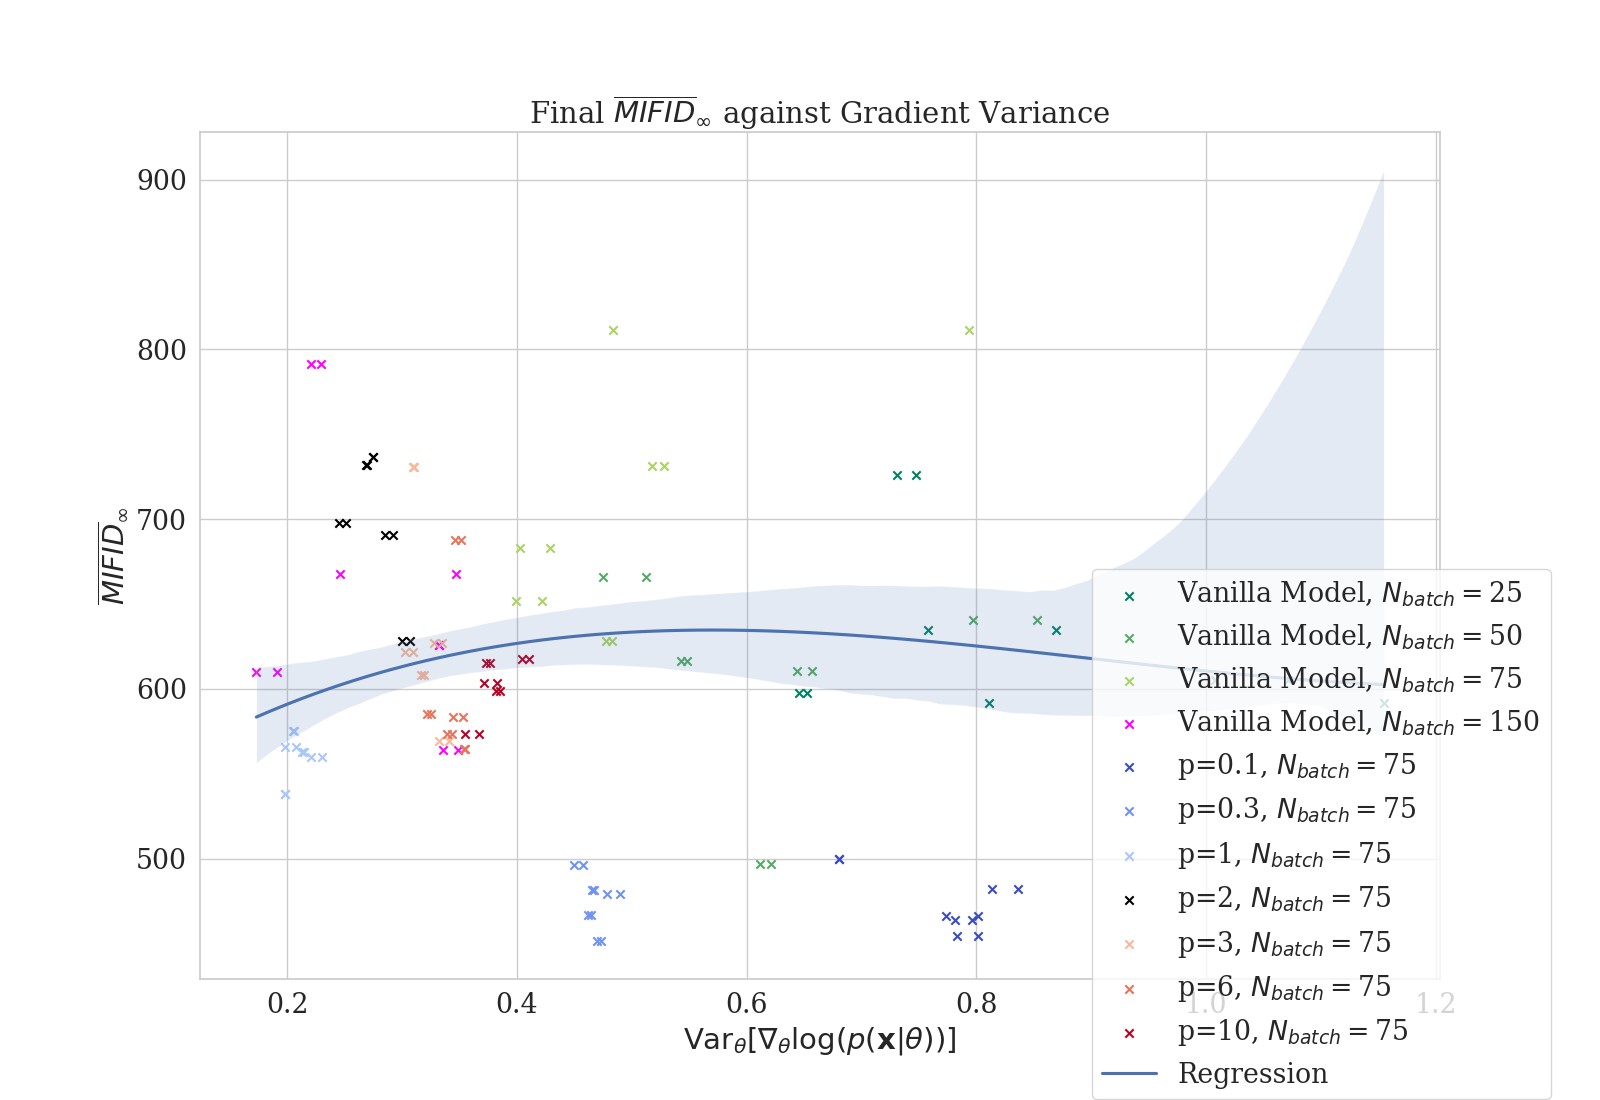 Final $\overline{MIFID}_\infty$ against Gradient Variance
$\overline{MIFID}_\infty$
900
800
700
600
500
0.2 0.4 0.6 0.8 1.0 1.2
$\mathrm{Var}_\theta[\nabla_\theta \log(p(\mathbf{x}|\theta))]$
Vanilla Model, $N_{batch} = 25$
Vanilla Model, $N_{batch} = 50$
Vanilla Model, $N_{batch} = 75$
Vanilla Model, $N_{batch} = 150$
p=0.1, $N_{batch} = 75$
p=0.3, $N_{batch} = 75$
p=1, $N_{batch} = 75$
p=2, $N_{batch} = 75$
p=3, $N_{batch} = 75$
p=6, $N_{batch} = 75$
p=10, $N_{batch} = 75$
Regression